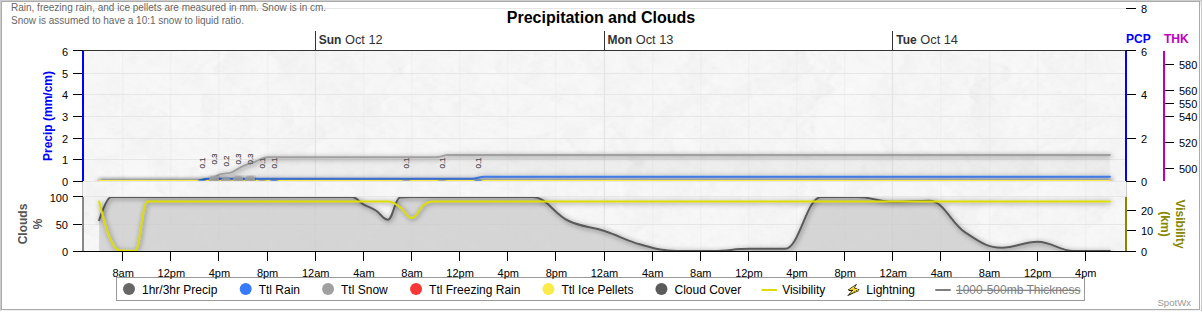 Rain, freezing rain, and ice pellets are measured in mm. Snow is in cm.
Snow is assumed to have a 10:1 snow to liquid ratio.
Precipitation and Clouds
8
Sun Oct 12 Mon Oct 13 Tue Oct 14
PCP THK
Precip (mm/cm)
6
5
4
3
2
1
0
0.1 0.3 0.2 0.3 0.3 0.1 0.1 0.1 0.1 0.1
6
4
2
0
580
560
550
540
520
500
Clouds
%
100
50
0
20
10
0
Visibility
(km)
8am 12pm 4pm 8pm 12am 4am 8am 12pm 4pm 8pm 12am 4am 8am 12pm 4pm 8pm 12am 4am 8am 12pm 4pm
1hr/3hr Precip Ttl Rain Ttl Snow Ttl Freezing Rain Ttl Ice Pellets Cloud Cover Visibility Lightning 1000-500mb Thickness
SpotWx